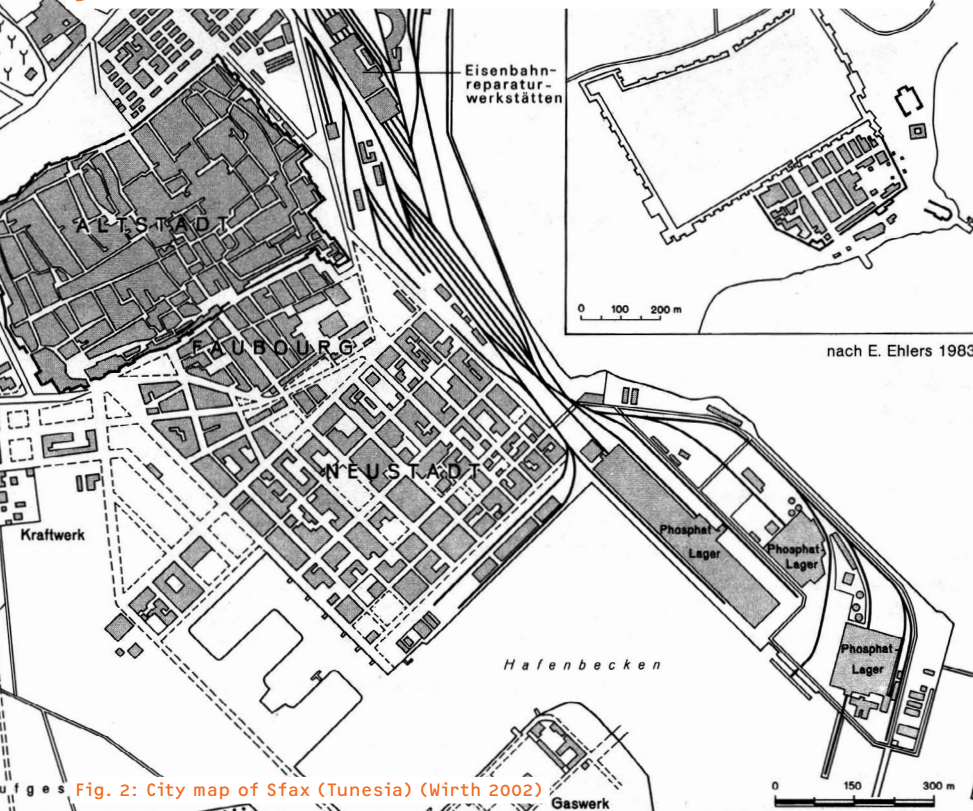 Eisenbahn-
reparatur-
werkstätten
ALTSTADT
0 100 200 m
FAUBOURG
nach E. Ehlers 1983
NEUSTADT
Kraftwerk
Phosphat-
Lager
Phosphat-
Lager
Phosphat-
Lager
Hafenbecken
Fig. 2: City map of Sfax (Tunesia) (Wirth 2002)
0 150 300 m
Gaswerk